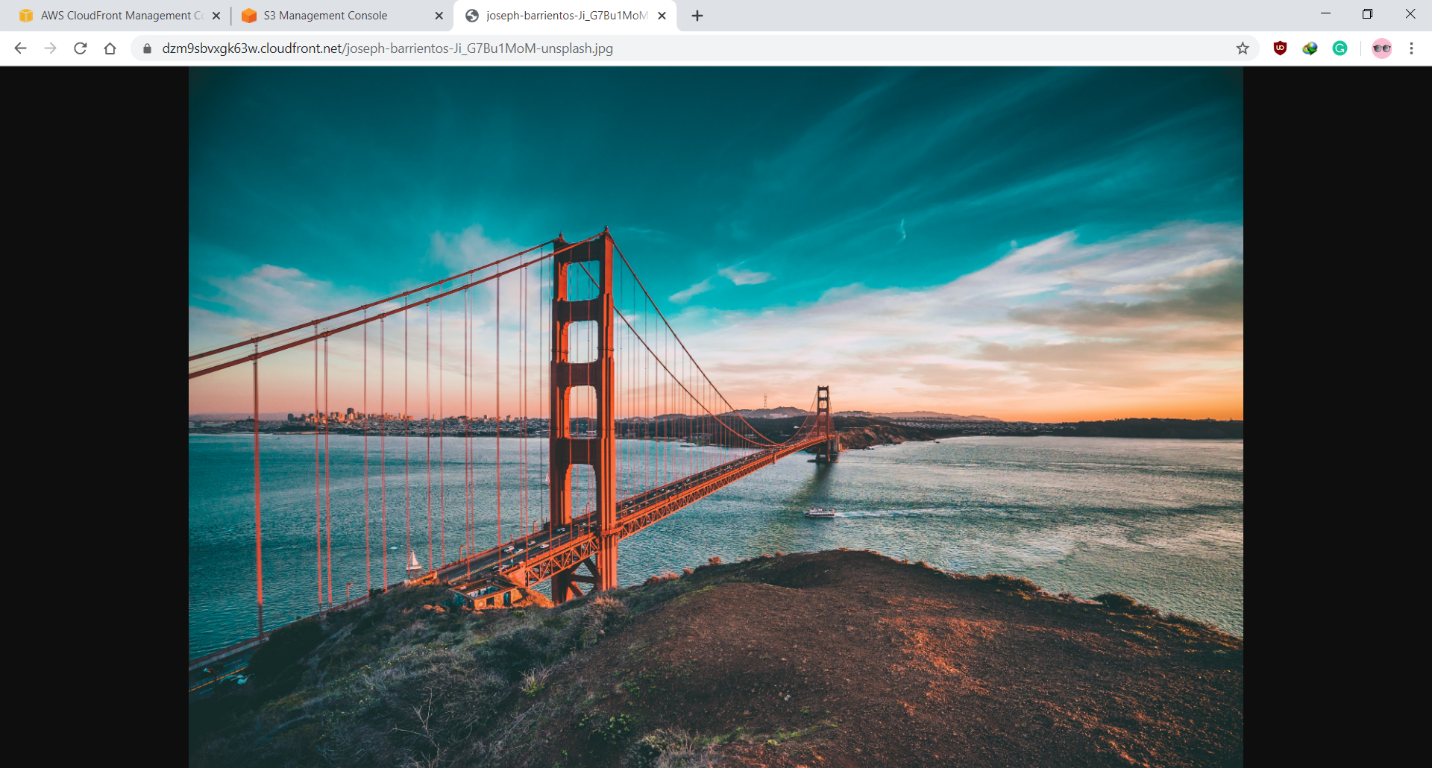 AWS CloudFront Management Co
S3 Management Console
joseph-barrientos-Ji_G7Bu1MoM
dzm9sbvxgk63w.cloudfront.net/joseph-barrientos-Ji_G7Bu1MoM-unsplash.jpg